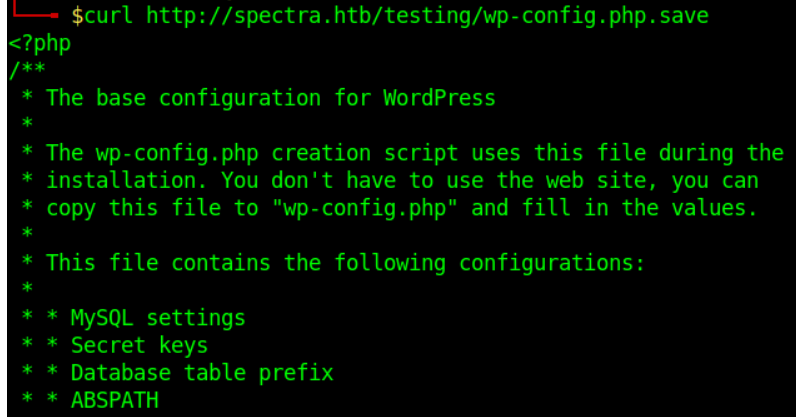 $curl http://spectra.htb/testing/wp-config.php.save
<?php
/**
 * The base configuration for WordPress
 *
 * The wp-config.php creation script uses this file during the
 * installation. You don't have to use the web site, you can
 * copy this file to "wp-config.php" and fill in the values.
 *
 * This file contains the following configurations:
 *
 * * MySQL settings
 * * Secret keys
 * * Database table prefix
 * * ABSPATH